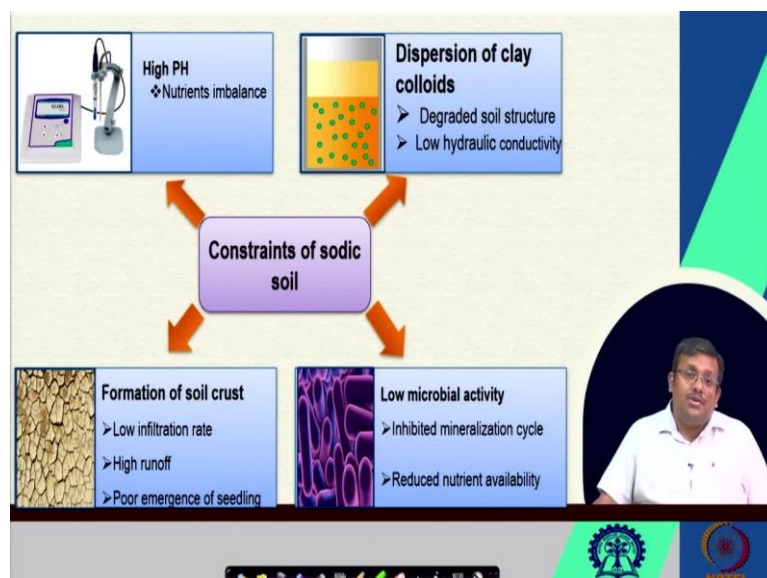 High PH
❖Nutrients imbalance
Dispersion of clay
colloids
➢ Degraded soil structure
➢ Low hydraulic conductivity
Constraints of sodic
soil
Formation of soil crust
➢Low infiltration rate
➢High runoff
➢Poor emergence of seedling
Low microbial activity
➢Inhibited mineralization cycle
➢Reduced nutrient availability